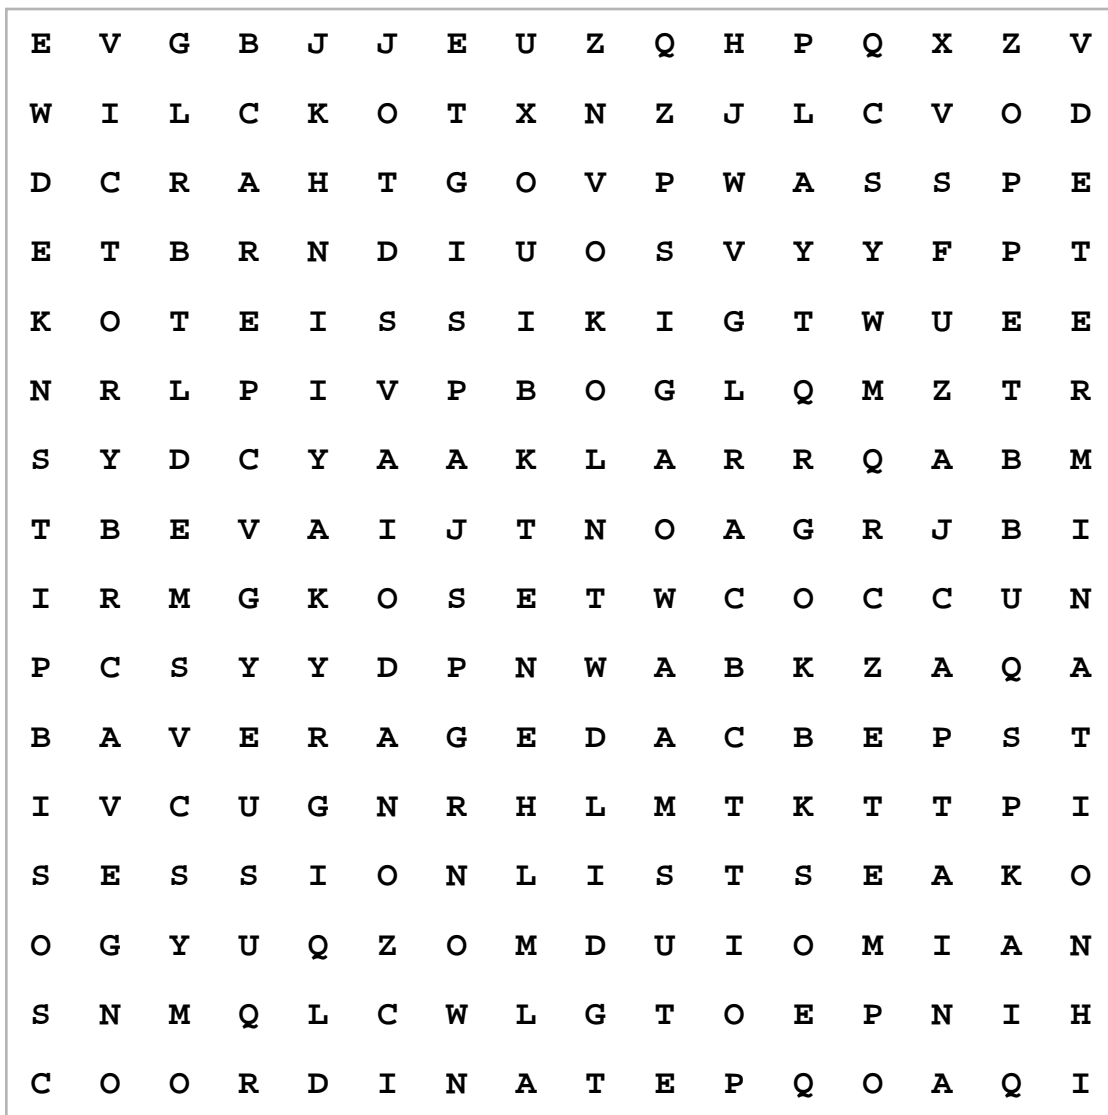 E V G B J J E U Z Q H P Q X Z V
W I L C K O T X N Z J L C V O D
D C R A H T G O V P W A S S P E
E T B R N D I U O S V Y Y F P T
K O T E I S S I K I G T W U E E
N R L P I V P B O G L Q M Z T R
S Y D C Y A A K L A R R Q A B M
T B E V A I J T N O A G R J B I
I R M G K O S E T W C O C C U N
P C S Y Y D P N W A B K Z A Q A
B A V E R A G E D A C B E P S T
I V C U G N R H L M T K T T P I
S E S S I O N L I S T S E A K O
O G Y U Q Z O M D U I O M I A N
S N M Q L C W L G T O E P N I H
C O O R D I N A T E P Q O A Q I